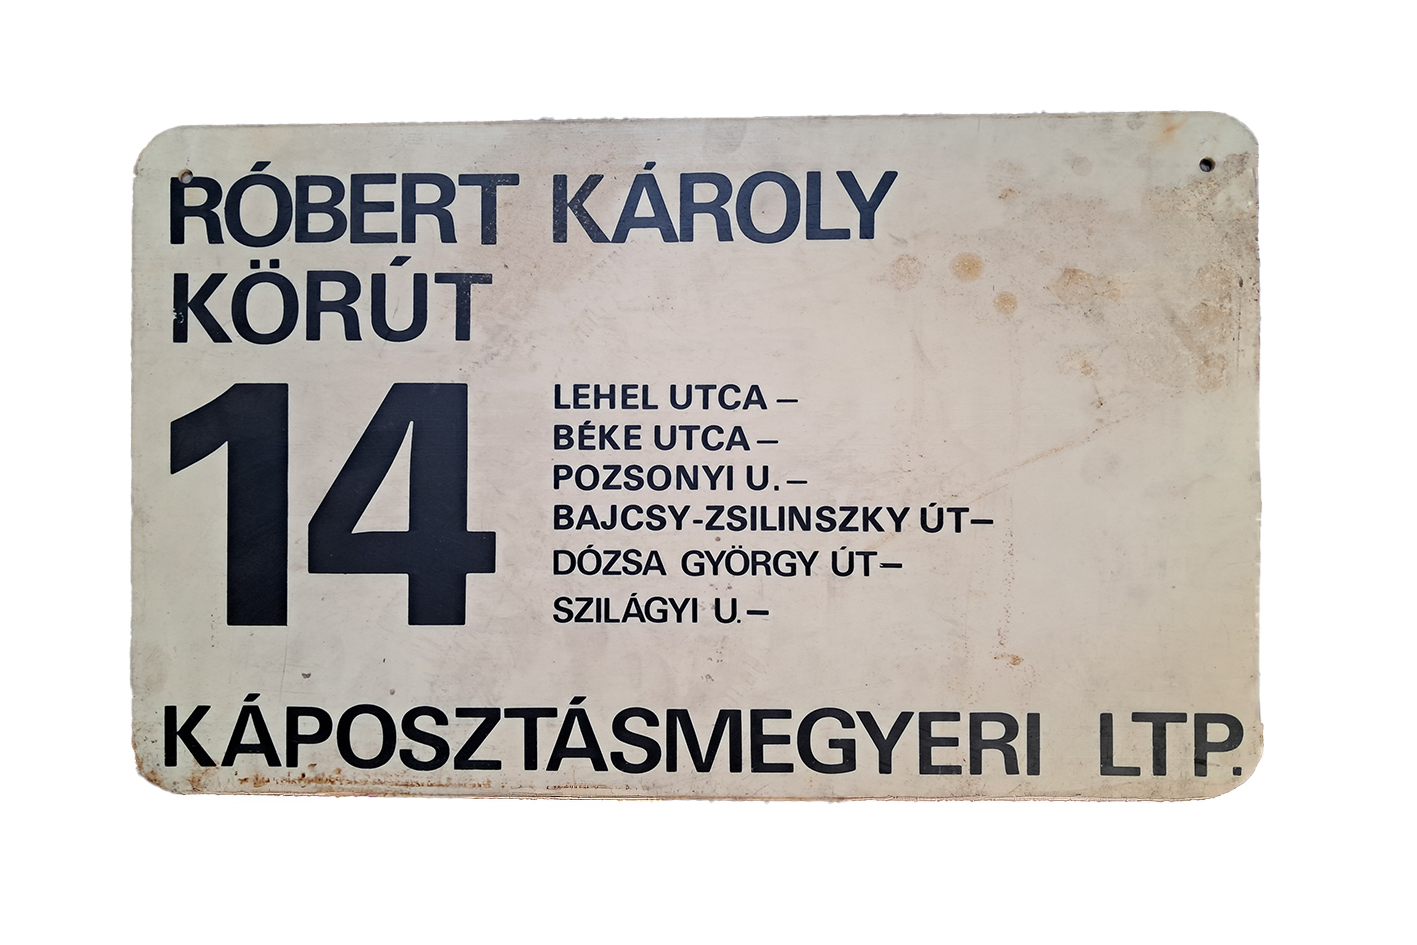 RÓBERT KÁROLY
KÖRÚT
14
LEHEL UTCA –
BÉKE UTCA –
POZSONYI U. –
BAJCSY-ZSILINSZKY ÚT–
DÓZSA GYÖRGY ÚT–
SZILÁGYI U.–
KÁPOSZTÁSMEGYERI LTP.